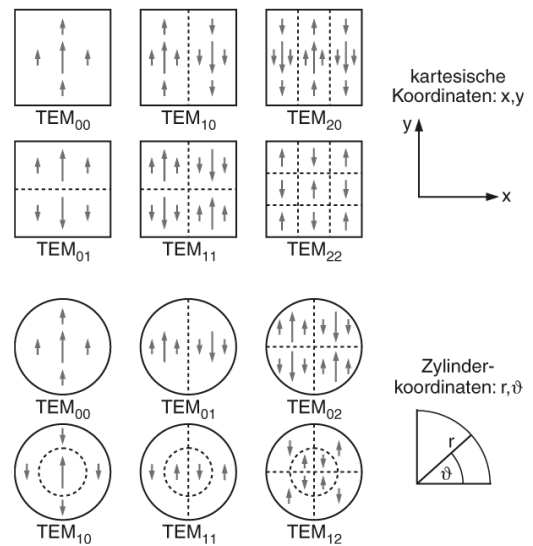 TEM₀₀ TEM₁₀ TEM₂₀
kartesische
Koordinaten: x,y
y
x
TEM₀₁ TEM₁₁ TEM₂₂
TEM₀₀ TEM₀₁ TEM₀₂
Zylinder-
koordinaten: r,ϑ
r
ϑ
TEM₁₀ TEM₁₁ TEM₁₂